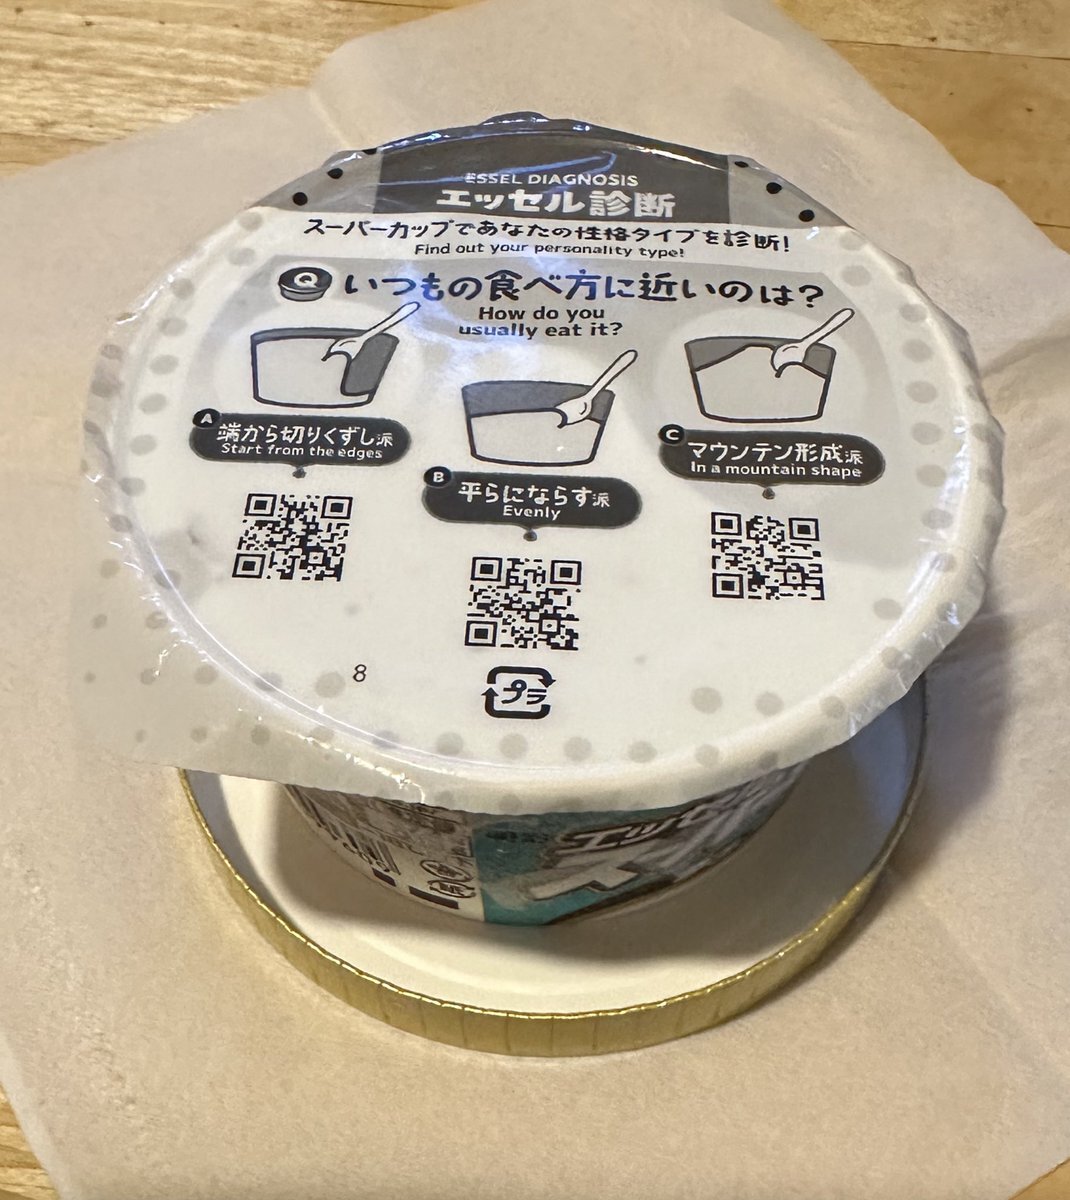 ESSEL DIAGNOSIS
エッセル診断
スーパーカップであなたの性格タイプを診断!
Find out your personality type!
Q いつもの食べ方に近いのは?
How do you
usually eat it?
A 端から切りくずし派
Start from the edges
B 平らにならす派
Evenly
C マウンテン形成派
In a mountain shape
8
プラ
エッセ